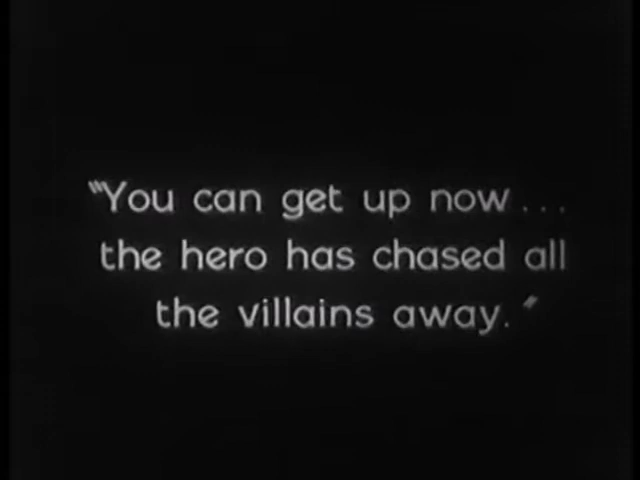 "You can get up now...
the hero has chased all
the villains away."